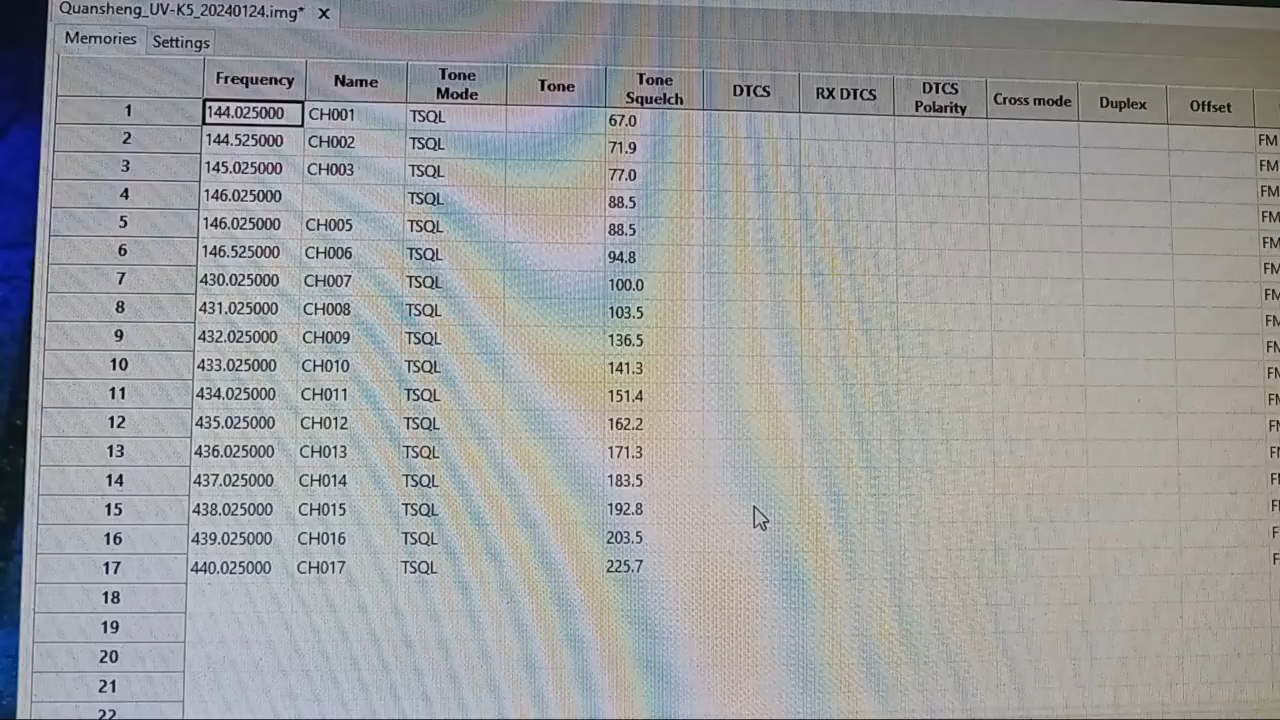 Quansheng_UV-K5_20240124.img* X
Memories Settings
Frequency Name Tone Mode Tone Tone Squelch DTCS RX DTCS DTCS Polarity Cross mode Duplex Offset
1 144.025000 CH001 TSQL 67.0
2 144.525000 CH002 TSQL 71.9 FM
3 145.025000 CH003 TSQL 77.0 FM
4 146.025000 TSQL 88.5 FM
5 146.025000 CH005 TSQL 88.5 FM
6 146.525000 CH006 TSQL 94.8 FM
7 430.025000 CH007 TSQL 100.0 FM
8 431.025000 CH008 TSQL 103.5 FM
9 432.025000 CH009 TSQL 136.5 FM
10 433.025000 CH010 TSQL 141.3 FM
11 434.025000 CH011 TSQL 151.4
12 435.025000 CH012 TSQL 162.2
13 436.025000 CH013 TSQL 171.3
14 437.025000 CH014 TSQL 183.5
15 438.025000 CH015 TSQL 192.8
16 439.025000 CH016 TSQL 203.5
17 440.025000 CH017 TSQL 225.7
18
19
20
21
22